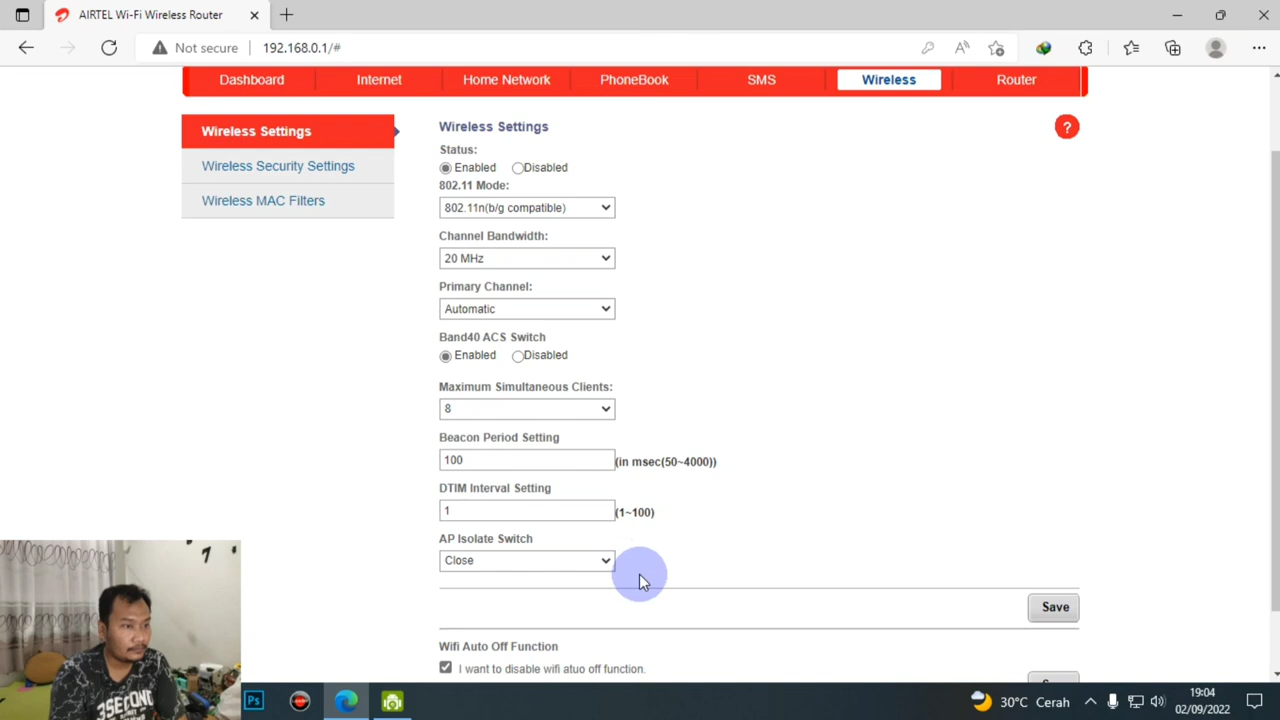 AIRTEL Wi-Fi Wireless Router
Not secure 192.168.0.1/#
Dashboard Internet Home Network PhoneBook SMS Wireless Router
Wireless Settings
Wireless Security Settings
Wireless MAC Filters
Wireless Settings
?
Status:
Enabled Disabled
802.11 Mode:
802.11n(b/g compatible)
Channel Bandwidth:
20 MHz
Primary Channel:
Automatic
Band40 ACS Switch
Enabled Disabled
Maximum Simultaneous Clients:
8
Beacon Period Setting
100 (in msec(50~4000))
DTIM Interval Setting
1 (1~100)
AP Isolate Switch
Close
Save
Wifi Auto Off Function
I want to disable wifi atuo off function.
3SECOND
Ps
30°C Cerah
19:04
02/09/2022